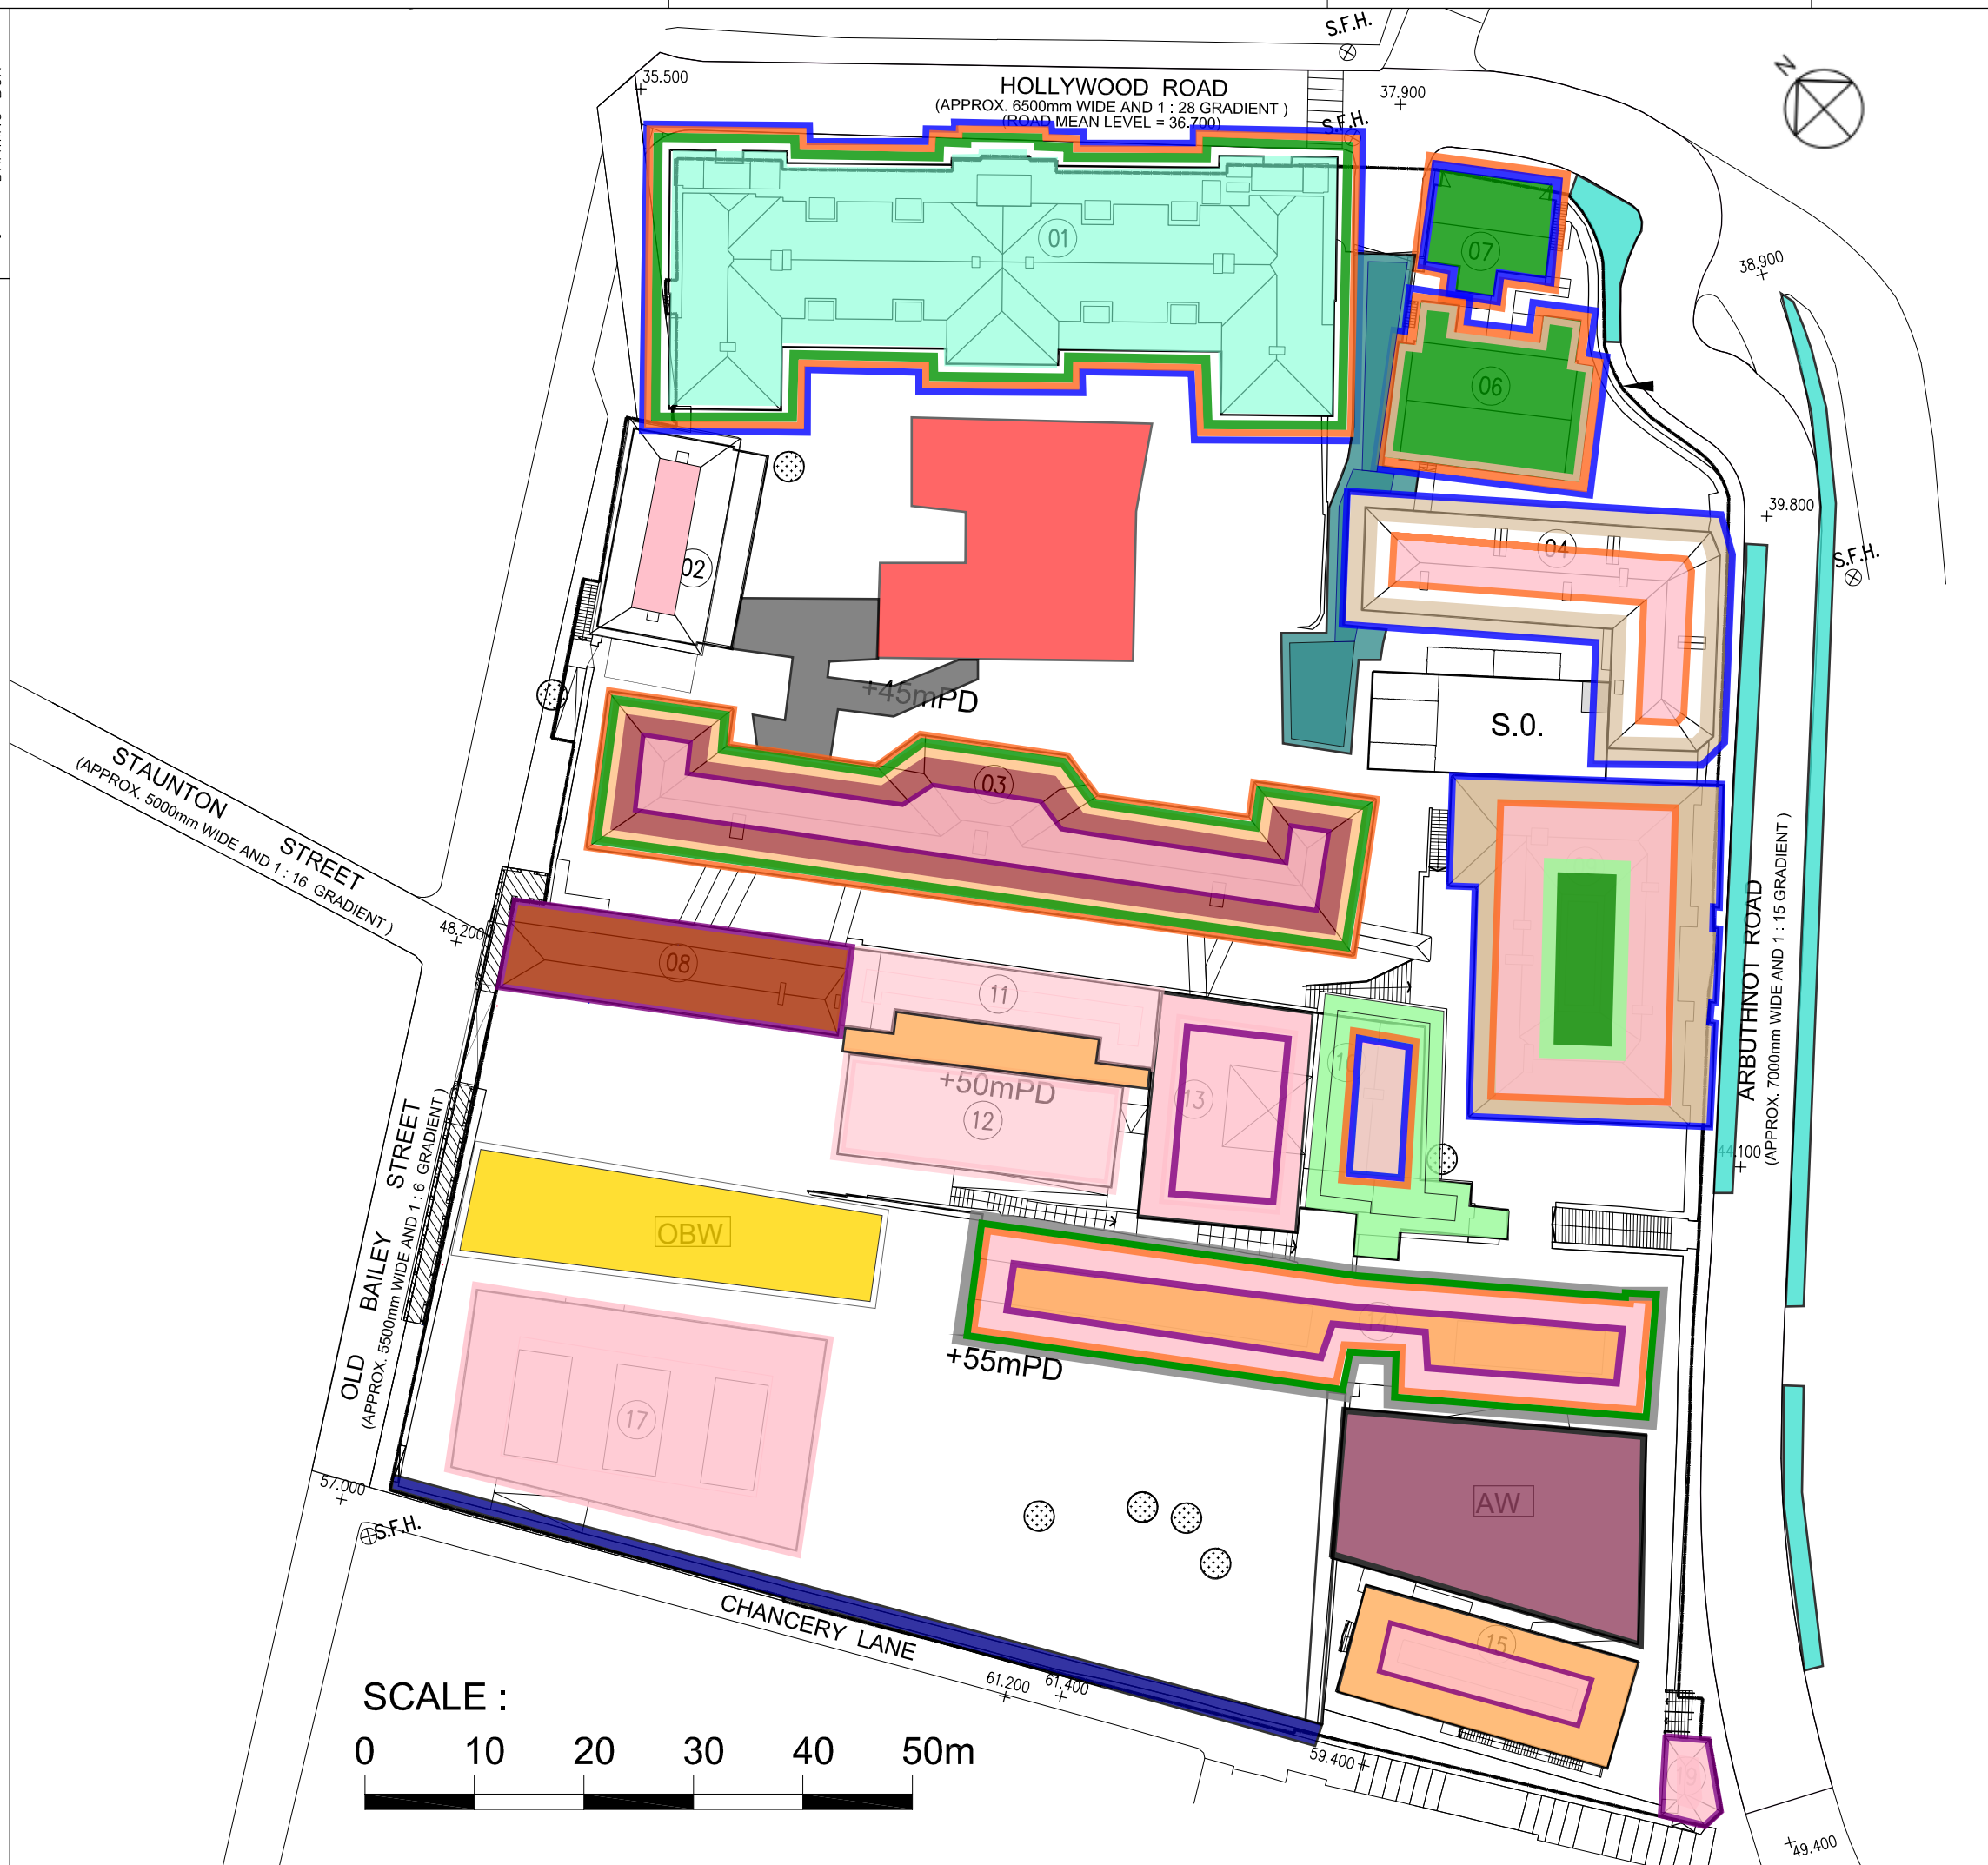 S.F.H.
35.500
HOLLYWOOD ROAD
(APPROX. 6500mm WIDE AND 1 : 28 GRADIENT )
(ROAD MEAN LEVEL = 36.700)
37.900
S.F.H.
N
07
01
38.900
06
39.800
04
S.F.H.
02
+45mPD
S.O.
03
STAUNTON STREET
(APPROX. 5000mm WIDE AND 1 : 16 GRADIENT )
48.200
08
11
ARBUTHNOT ROAD
(APPROX. 7000mm WIDE AND 1 : 15 GRADIENT )
+50mPD
12
13
44.100
OBW
OLD BAILEY STREET
(APPROX. 5500mm WIDE AND 1 : 6 GRADIENT )
14
+55mPD
17
57.000
S.F.H.
AW
CHANCERY LANE
15
61.200
61.400
59.400
SCALE :
0 10 20 30 40 50m
19
49.400